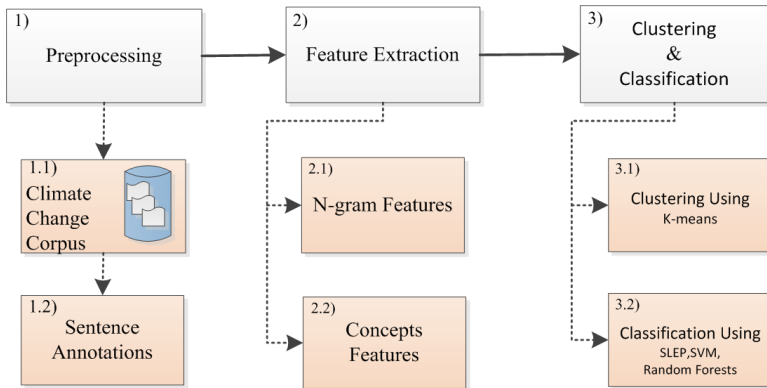 1)
Preprocessing
2)
Feature Extraction
3)
Clustering
&
Classification
1.1)
Climate
Change
Corpus
1.2)
Sentence
Annotations
2.1)
N-gram Features
2.2)
Concepts
Features
3.1)
Clustering Using
K-means
3.2)
Classification Using
SLEP,SVM,
Random Forests